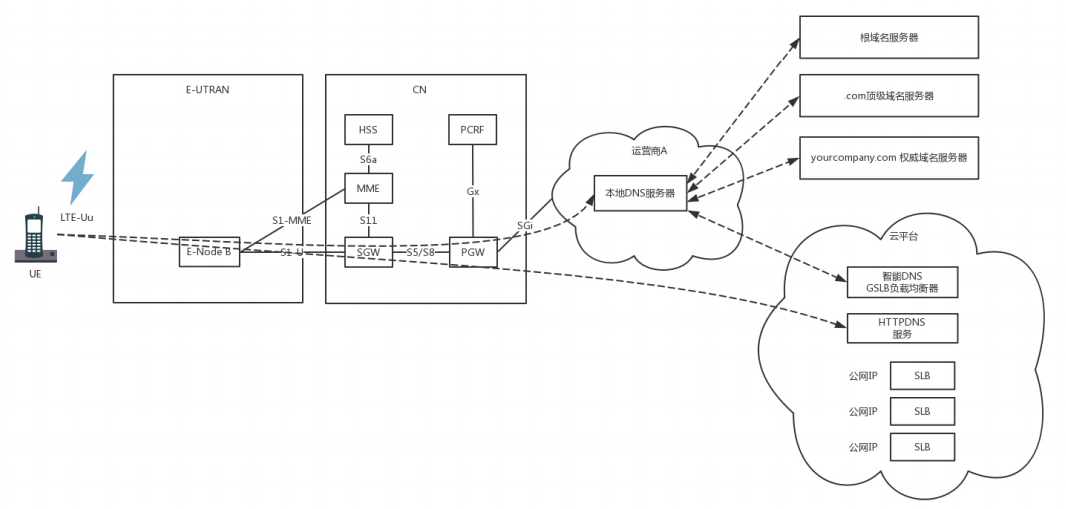 根域名服务器
.com顶级域名服务器
yourcompany.com 权威域名服务器
E-UTRAN
CN
HSS
PCRF
S6a
MME
Gx
S11
LTE-Uu
UE
S1-MME
E-Node B
S1-U
SGW
S5/S8
PGW
SGi
运营商A
本地DNS服务器
云平台
智能DNS
GSLB负载均衡器
HTTPDNS
服务
公网IP SLB
公网IP SLB
公网IP SLB